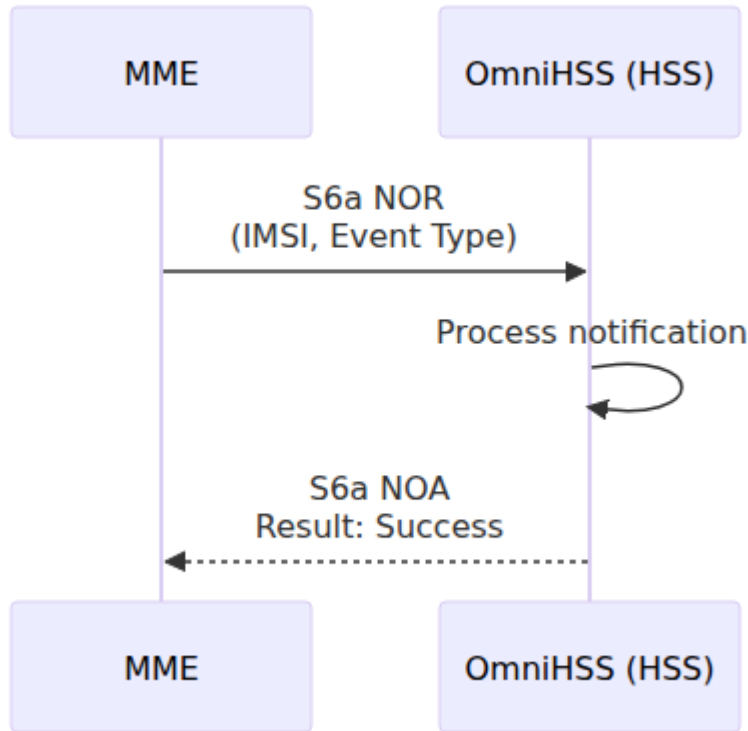 MME
OmniHSS (HSS)
S6a NOR
(IMSI, Event Type)
Process notification
S6a NOA
Result: Success
MME
OmniHSS (HSS)